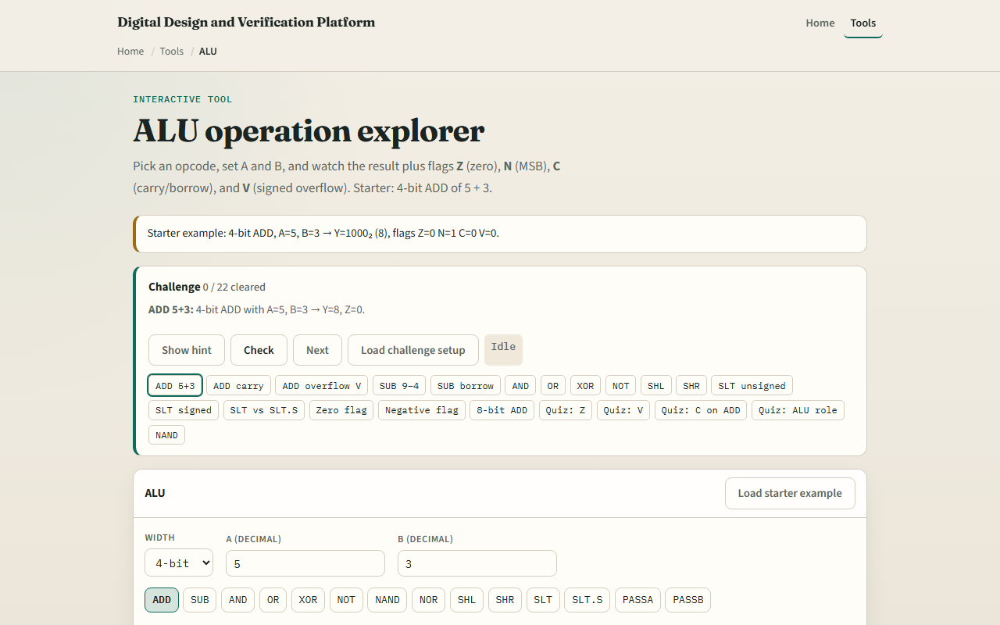 Digital Design and Verification Platform
Home Tools
Home / Tools / ALU
INTERACTIVE TOOL
ALU operation explorer
Pick an opcode, set A and B, and watch the result plus flags Z (zero), N (MSB), C
(carry/borrow), and V (signed overflow). Starter: 4-bit ADD of 5 + 3.
Starter example: 4-bit ADD, A=5, B=3 → Y=1000₂ (8), flags Z=0 N=1 C=0 V=0.
Challenge 0 / 22 cleared
ADD 5+3: 4-bit ADD with A=5, B=3 → Y=8, Z=0.
Show hint Check Next Load challenge setup Idle
ADD 5+3 ADD carry ADD overflow V SUB 9−4 SUB borrow AND OR XOR NOT SHL SHR SLT unsigned
SLT signed SLT vs SLT.S Zero flag Negative flag 8-bit ADD Quiz: Z Quiz: V Quiz: C on ADD Quiz: ALU role
NAND
ALU Load starter example
WIDTH A (DECIMAL) B (DECIMAL)
4-bit 5 3
ADD SUB AND OR XOR NOT NAND NOR SHL SHR SLT SLT.S PASSA PASSB